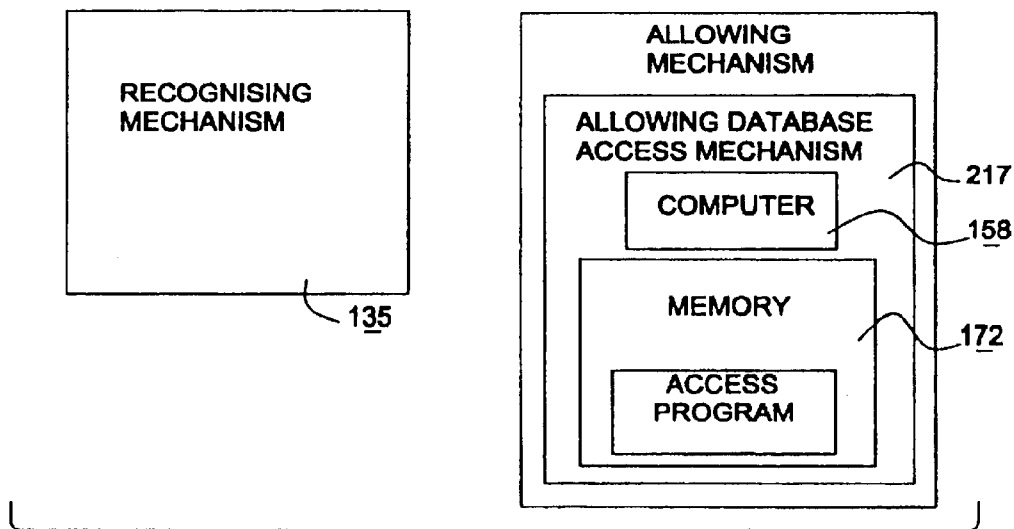 RECOGNISING
MECHANISM
135
ALLOWING
MECHANISM
ALLOWING DATABASE
ACCESS MECHANISM
217
COMPUTER
158
MEMORY
172
ACCESS
PROGRAM